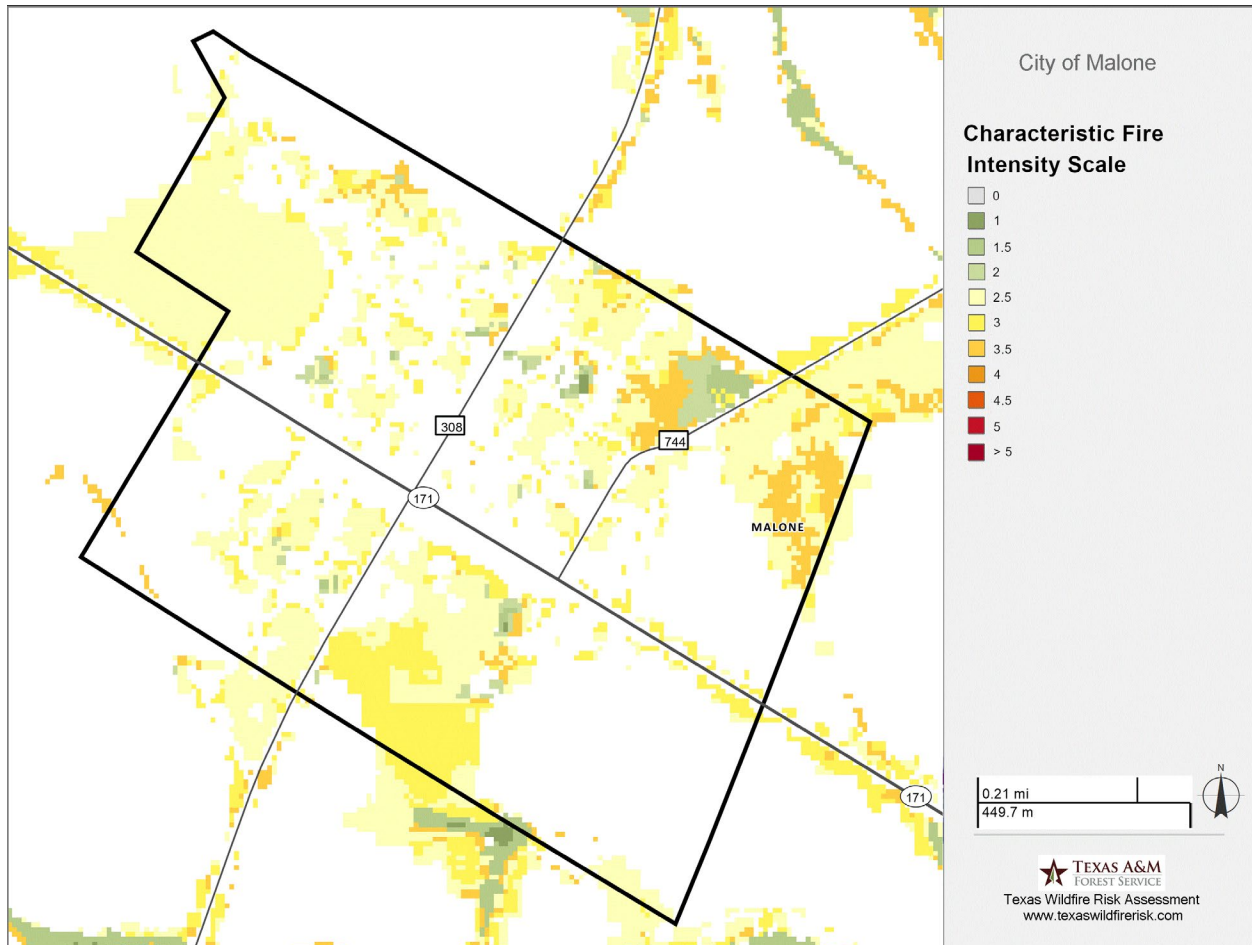 City of Malone
Characteristic Fire
Intensity Scale
0
1
1.5
2
2.5
3
3.5
4
4.5
5
> 5
308
744
171
MALONE
171
N
0.21 mi
449.7 m
TEXAS A&M
FOREST SERVICE
Texas Wildfire Risk Assessment
www.texaswildfirerisk.com